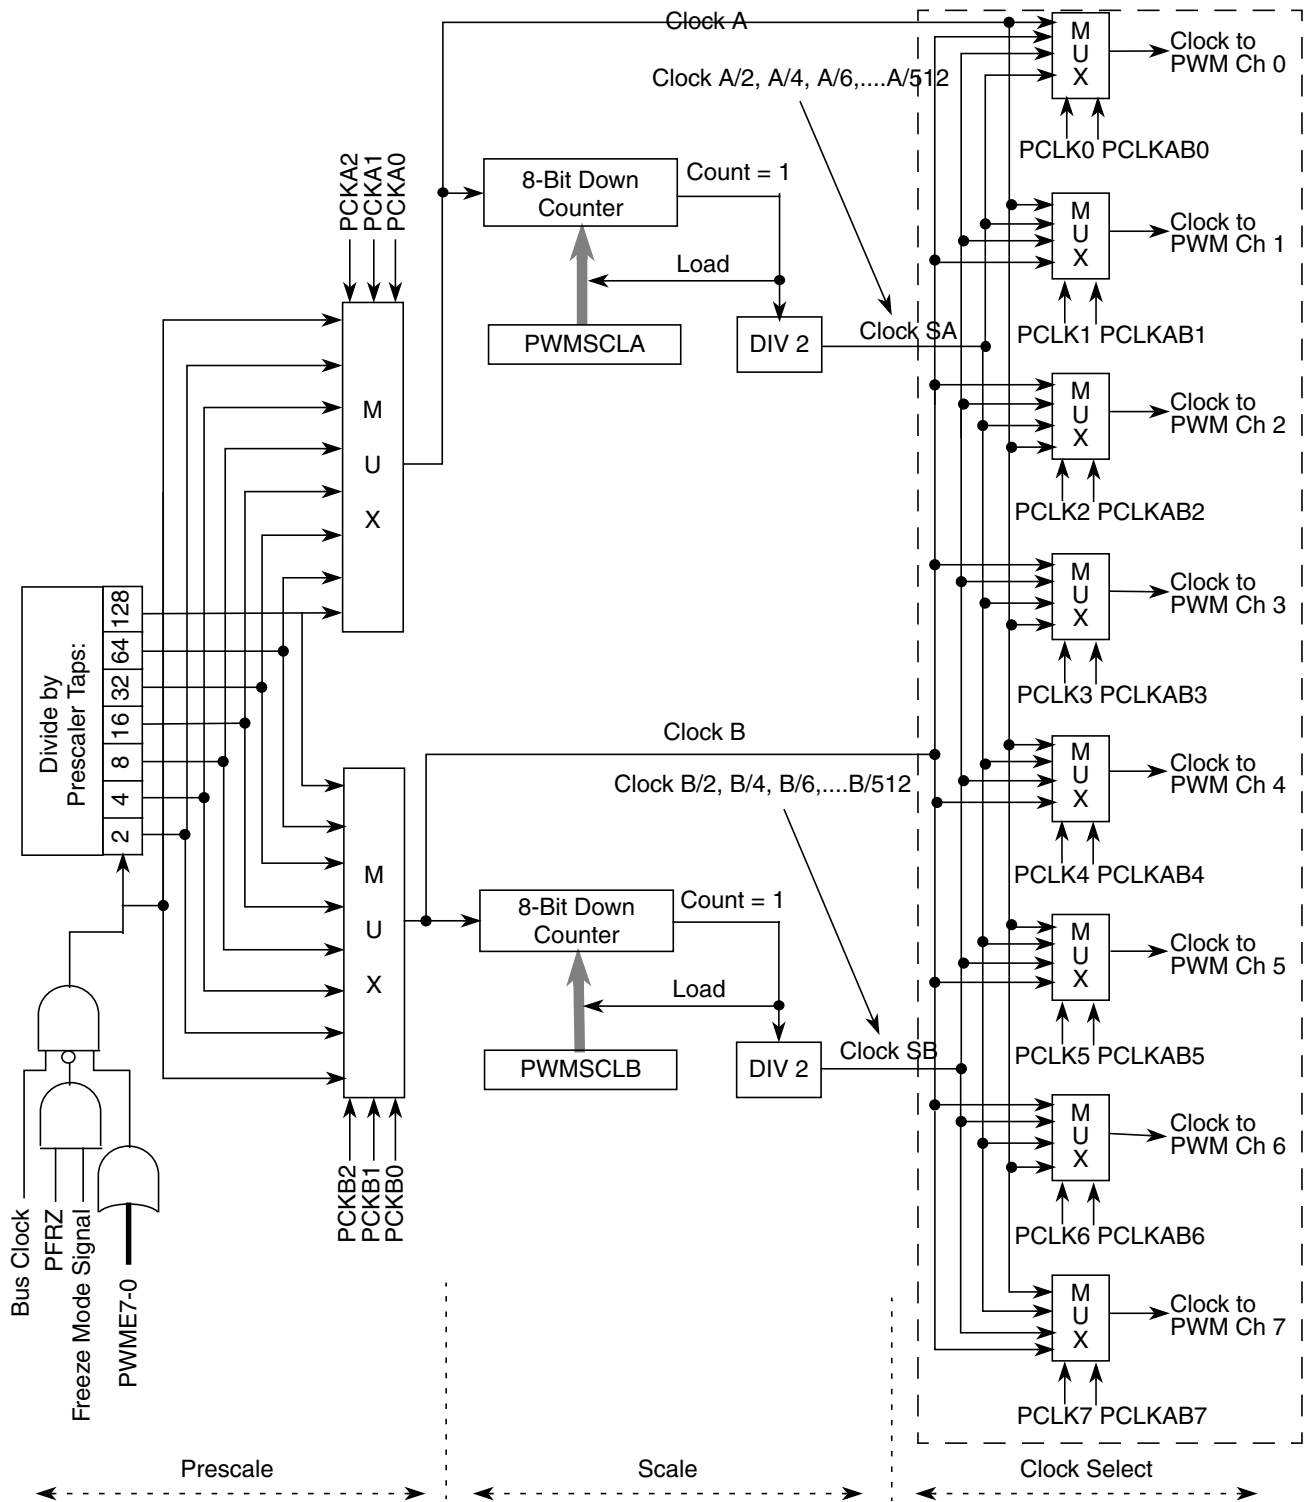 Clock A
Clock A/2, A/4, A/6,....A/512
PCKA2
PCKA1
PCKA0
8-Bit Down
Counter
Count = 1
Load
PWMSCLA
DIV 2
Clock SA
M
U
X
Divide by
Prescaler Taps:
128
64
32
16
8
4
2
Clock B
Clock B/2, B/4, B/6,....B/512
M
U
X
8-Bit Down
Counter
Count = 1
Load
PWMSCLB
DIV 2
Clock SB
PCKB2
PCKB1
PCKB0
Bus Clock
PFRZ
Freeze Mode Signal
PWME7-0
M
U
X
Clock to
PWM Ch 0
PCLK0 PCLKAB0
M
U
X
Clock to
PWM Ch 1
PCLK1 PCLKAB1
M
U
X
Clock to
PWM Ch 2
PCLK2 PCLKAB2
M
U
X
Clock to
PWM Ch 3
PCLK3 PCLKAB3
M
U
X
Clock to
PWM Ch 4
PCLK4 PCLKAB4
M
U
X
Clock to
PWM Ch 5
PCLK5 PCLKAB5
M
U
X
Clock to
PWM Ch 6
PCLK6 PCLKAB6
M
U
X
Clock to
PWM Ch 7
PCLK7 PCLKAB7
Prescale
Scale
Clock Select